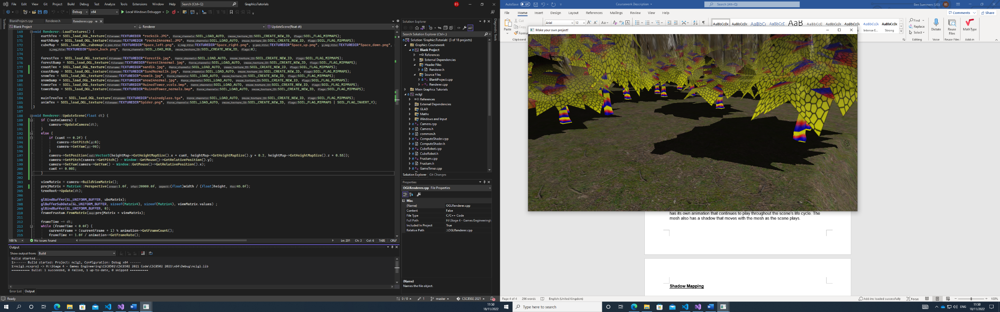 File Edit View Git Project Build Debug Test Analyze Tools Extensions Window Help Search (Ctrl+Q) GraphicsTutorials BS
Debug x64 Local Windows Debugger
BlankProject.cpp Renderer.h Renderer.cpp
Blank Project Renderer UpdateScene(float dt)
169 void Renderer::LoadTextures() {
170 earthTex = SOIL_load_OGL_texture(filename:TEXTUREDIR "rocks1k.JPG", force_channels:SOIL_LOAD_AUTO, reuse_texture_ID:SOIL_CREATE_NEW_ID, flags:SOIL_FLAG_MIPMAPS);
171 earthBump = SOIL_load_OGL_texture(filename:TEXTUREDIR "rocks1knormal.JPG", force_channels:SOIL_LOAD_AUTO, reuse_texture_ID:SOIL_CREATE_NEW_ID, flags:SOIL_FLAG_MIPMAPS);
172 cubeMap = SOIL_load_OGL_cubemap(x_pos_file:TEXTUREDIR"Space_left.png", x_neg_file:TEXTUREDIR"Space_right.png", y_pos_file:TEXTUREDIR"Space_up.png", y_neg_file:TEXTUREDIR"Space_down.png",
173 z_neg_file:TEXTUREDIR"Space_back.png", force_channels:SOIL_LOAD_RGB, reuse_texture_ID:SOIL_CREATE_NEW_ID, flags:0);
174
175 forestTex = SOIL_load_OGL_texture(filename:TEXTUREDIR"forest1k.jpg", force_channels:SOIL_LOAD_AUTO, reuse_texture_ID:SOIL_CREATE_NEW_ID, flags:SOIL_FLAG_MIPMAPS);
176 forestBump = SOIL_load_OGL_texture(filename:TEXTUREDIR"forest1knormal.jpg", force_channels:SOIL_LOAD_AUTO, reuse_texture_ID:SOIL_CREATE_NEW_ID, flags:SOIL_FLAG_MIPMAPS);
177 coastTex = SOIL_load_OGL_texture(filename:TEXTUREDIR"sand1k.jpg", force_channels:SOIL_LOAD_AUTO, reuse_texture_ID:SOIL_CREATE_NEW_ID, flags:SOIL_FLAG_MIPMAPS);
178 coastBump = SOIL_load_OGL_texture(filename:TEXTUREDIR"SandNormal1k.jpg", force_channels:SOIL_LOAD_AUTO, reuse_texture_ID:SOIL_CREATE_NEW_ID, flags:SOIL_FLAG_MIPMAPS);
179 snowTex = SOIL_load_OGL_texture(filename:TEXTUREDIR"snow1k.jpg", force_channels:SOIL_LOAD_AUTO, reuse_texture_ID:SOIL_CREATE_NEW_ID, flags:SOIL_FLAG_MIPMAPS);
180 snowBump = SOIL_load_OGL_texture(filename:TEXTUREDIR"snow1knormal.jpg", force_channels:SOIL_LOAD_AUTO, reuse_texture_ID:SOIL_CREATE_NEW_ID, flags:SOIL_FLAG_MIPMAPS);
181 towerTex = SOIL_load_OGL_texture(filename:TEXTUREDIR"RuinedTower_vcols.bmp", force_channels:SOIL_LOAD_AUTO, reuse_texture_ID:SOIL_CREATE_NEW_ID, flags:SOIL_FLAG_MIPMAPS);
182 towerBump = SOIL_load_OGL_texture(filename:TEXTUREDIR"RuinedTower_normals.bmp", force_channels:SOIL_LOAD_AUTO, reuse_texture_ID:SOIL_CREATE_NEW_ID, flags:SOIL_FLAG_MIPMAPS);
183
184 mainTreeTex = SOIL_load_OGL_texture(filename:TEXTUREDIR"stainedglass.tga", force_channels:SOIL_LOAD_AUTO, reuse_texture_ID:SOIL_CREATE_NEW_ID, flags:SOIL_FLAG_MIPMAPS);
185 animTex = SOIL_load_OGL_texture(filename:TEXTUREDIR"Spider.png", force_channels:SOIL_LOAD_AUTO, reuse_texture_ID:SOIL_CREATE_NEW_ID, flags:SOIL_FLAG_MIPMAPS | SOIL_FLAG_INVERT_Y);
186 }
187
188 void Renderer::UpdateScene(float dt) {
189 if (!autoCamera) {
190 camera->UpdateCamera(dt);
191 }
192 else {
193 if (camX == 0.2f) {
194 camera->SetPitch(p:0);
195 camera->SetYaw(y:-90);
196 }
197 camera->SetPosition(val:Vector3(heightMap->GetHeightMapSize().x * camX, heightMap->GetHeightMapSize().y * 0.2, heightMap->GetHeightMapSize().z * 0.55));
198 camera->SetPitch(camera->GetPitch() - Window::GetMouse()->GetRelativePosition().y);
199 camera->SetYaw(camera->GetYaw() - Window::GetMouse()->GetRelativePosition().x);
200 camX += 0.001;
201 }
202
203 viewMatrix = camera->BuildViewMatrix();
204 projMatrix = Matrix4::Perspective(znear:1.0f, zfar:20000.0f, aspect:(float)width / (float)height, fov:45.0f);
205 treeRoot->Update(dt);
206
207 glBindBuffer(GL_UNIFORM_BUFFER, uboMatrix);
208 glBufferSubData(GL_UNIFORM_BUFFER, sizeof(Matrix4), sizeof(Matrix4), viewMatrix.values) ;
209 glBindBuffer(GL_UNIFORM_BUFFER, 0);
210 frameFrustum.FromMatrix(mvp:projMatrix * viewMatrix);
211
212 frameTime -= dt;
213 while (frameTime < 0.0f) {
214 currentFrame = (currentFrame + 1) % animation->GetFrameCount();
215 frameTime += 1.0f / animation->GetFrameRate();
100 % No issues found Ln: 201 Ch: 3 Col: 6 TABS CRLF
Output
Show output from: Build
Build started...
1>------ Build started: Project: nclgl, Configuration: Debug x64 ------
1>nclgl.vcxproj -> H:\Stage 4 - Games Engineering\CSC8502\CSC8502 2021 Code\CSC8502 2021\x64\Debug\nclgl.lib
========== Build: 1 succeeded, 0 failed, 1 up-to-date, 0 skipped ==========
Error List Output
Ready 0 / 0 1 master CSC8502 2021
Toolbox
Diagnostic Tools
Solution Explorer
Search Solution Explorer (Ctrl+;)
Solution 'GraphicsTutorials' (3 of 18 projects)
Graphics Coursework
Blank Project
References
External Dependencies
Header Files
Renderer.h
Source Files
BlankProject.cpp
Renderer.cpp
Main Graphics Tutorials
nclgl
References
External Dependencies
GLAD
Maths
Windows and Input
Camera.cpp
Camera.h
common.h
ComputeShader.cpp
ComputeShader.h
CubeRobot.cpp
CubeRobot.h
Frustum.cpp
Frustum.h
GameTimer.cpp
Solution Explorer Git Changes
Properties
OGLRenderer.cpp File Properties
Misc
(Name) OGLRenderer.cpp
Content False
File Type C/C++ Code
Full Path H:\Stage 4 - Games Engineering\
Included In Project True
Relative Path .\OGLRenderer.cpp
(Name)
Names the file object.
11:50
18/11/2022
AutoSave Off Coursework Description Search (Alt+Q) Ben Summers (UG) BS
File Home Insert Design Layout References Mailings Review View Help Comments Share
Paste Cut Copy Format Clipboard
Arial 12
AaBbCcDc AaBbCcDc AaBbCc AaBbCcD AaB AaBbCcD AaBbCcDc AaBbCcDc AaBbCcDc AaBbCcDc
Intense E... Strong
Find Replace Select Editing
Dictate Voice
Reuse Files Reuse Files
MathType Add-in
Make your own project!
has its own animation that continues to play throughout the scene's life cycle. The
mesh also has a shadow that moves with the mesh as the scene plays.
Shadow Mapping
Page 4 of 4 296 words English (United Kingdom) Add-ins loaded successfully Focus 100%
Type here to search ENG 11:50
18/11/2022